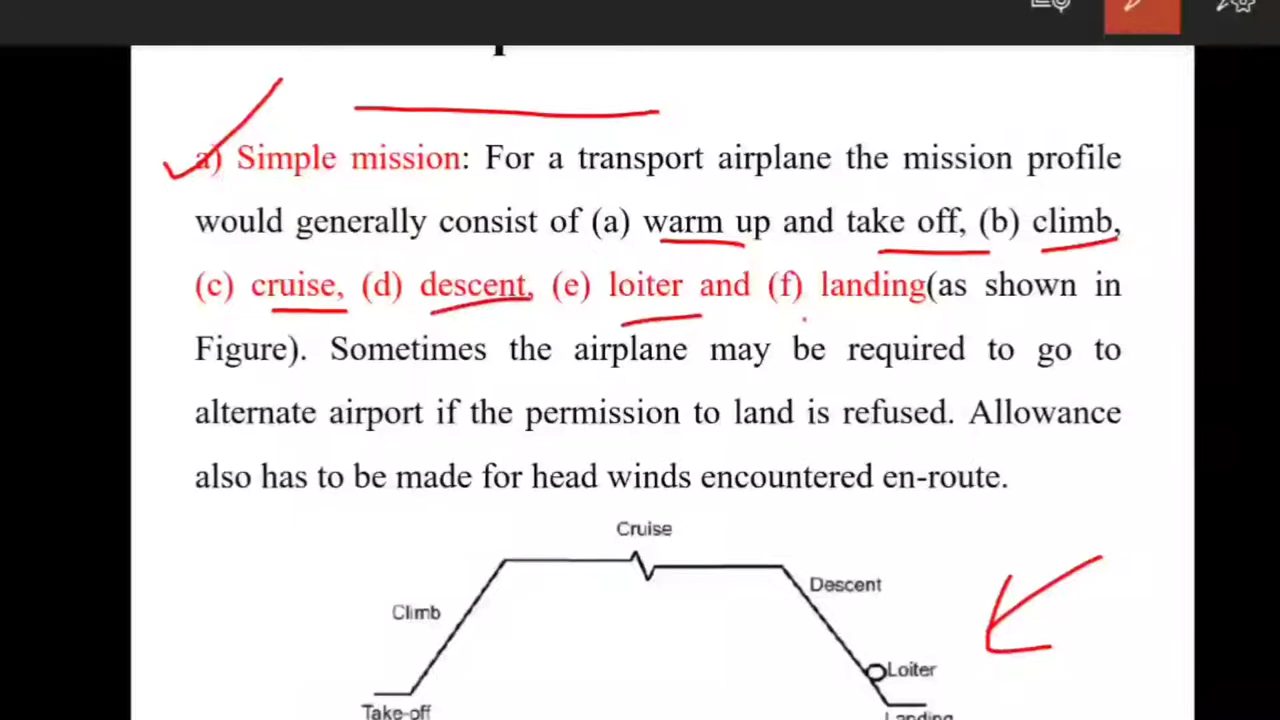 a) Simple mission: For a transport airplane the mission profile
would generally consist of (a) warm up and take off, (b) climb,
(c) cruise, (d) descent, (e) loiter and (f) landing(as shown in
Figure). Sometimes the airplane may be required to go to
alternate airport if the permission to land is refused. Allowance
also has to be made for head winds encountered en-route.
Cruise
Descent
Climb
Loiter
Take-off
Landing